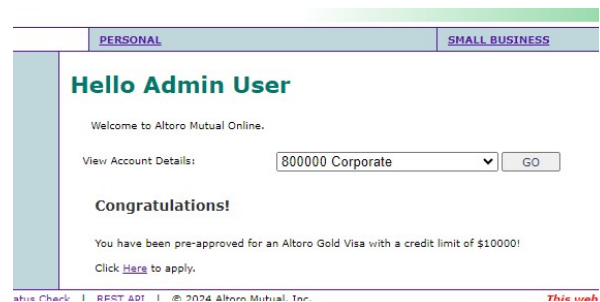 PERSONAL SMALL BUSINESS
Hello Admin User
Welcome to Altoro Mutual Online.
View Account Details: 800000 Corporate GO
Congratulations!
You have been pre-approved for an Altoro Gold Visa with a credit limit of $10000!
Click Here to apply.
atus Check | REST API | © 2024 Altoro Mutual, Inc. This web